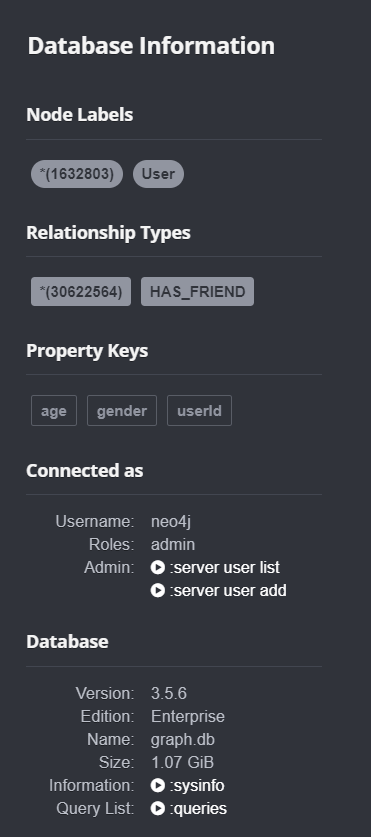 Database Information
Node Labels
*(1632803) User
Relationship Types
*(30622564) HAS_FRIEND
Property Keys
age gender userId
Connected as
Username: neo4j
Roles: admin
Admin: :server user list
:server user add
Database
Version: 3.5.6
Edition: Enterprise
Name: graph.db
Size: 1.07 GiB
Information: :sysinfo
Query List: :queries